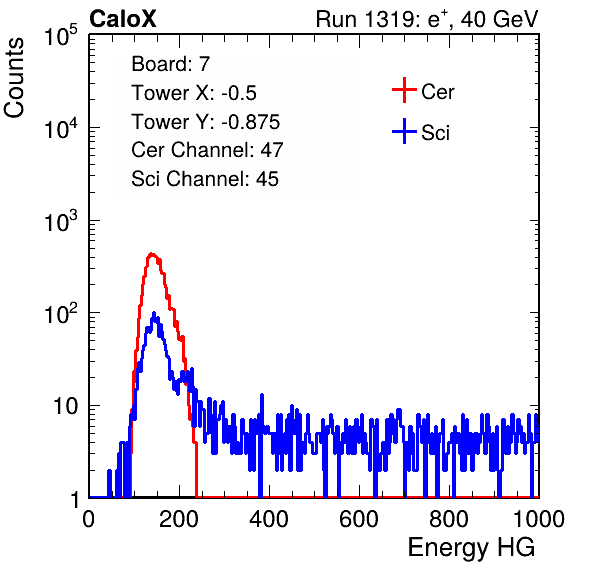 CaloX Run 1319: e⁺, 40 GeV
Counts
Board: 7
Tower X: -0.5
Tower Y: -0.875
Cer Channel: 47
Sci Channel: 45
Cer
Sci
10⁵
10⁴
10³
10²
10
1
0 200 400 600 800 1000
Energy HG